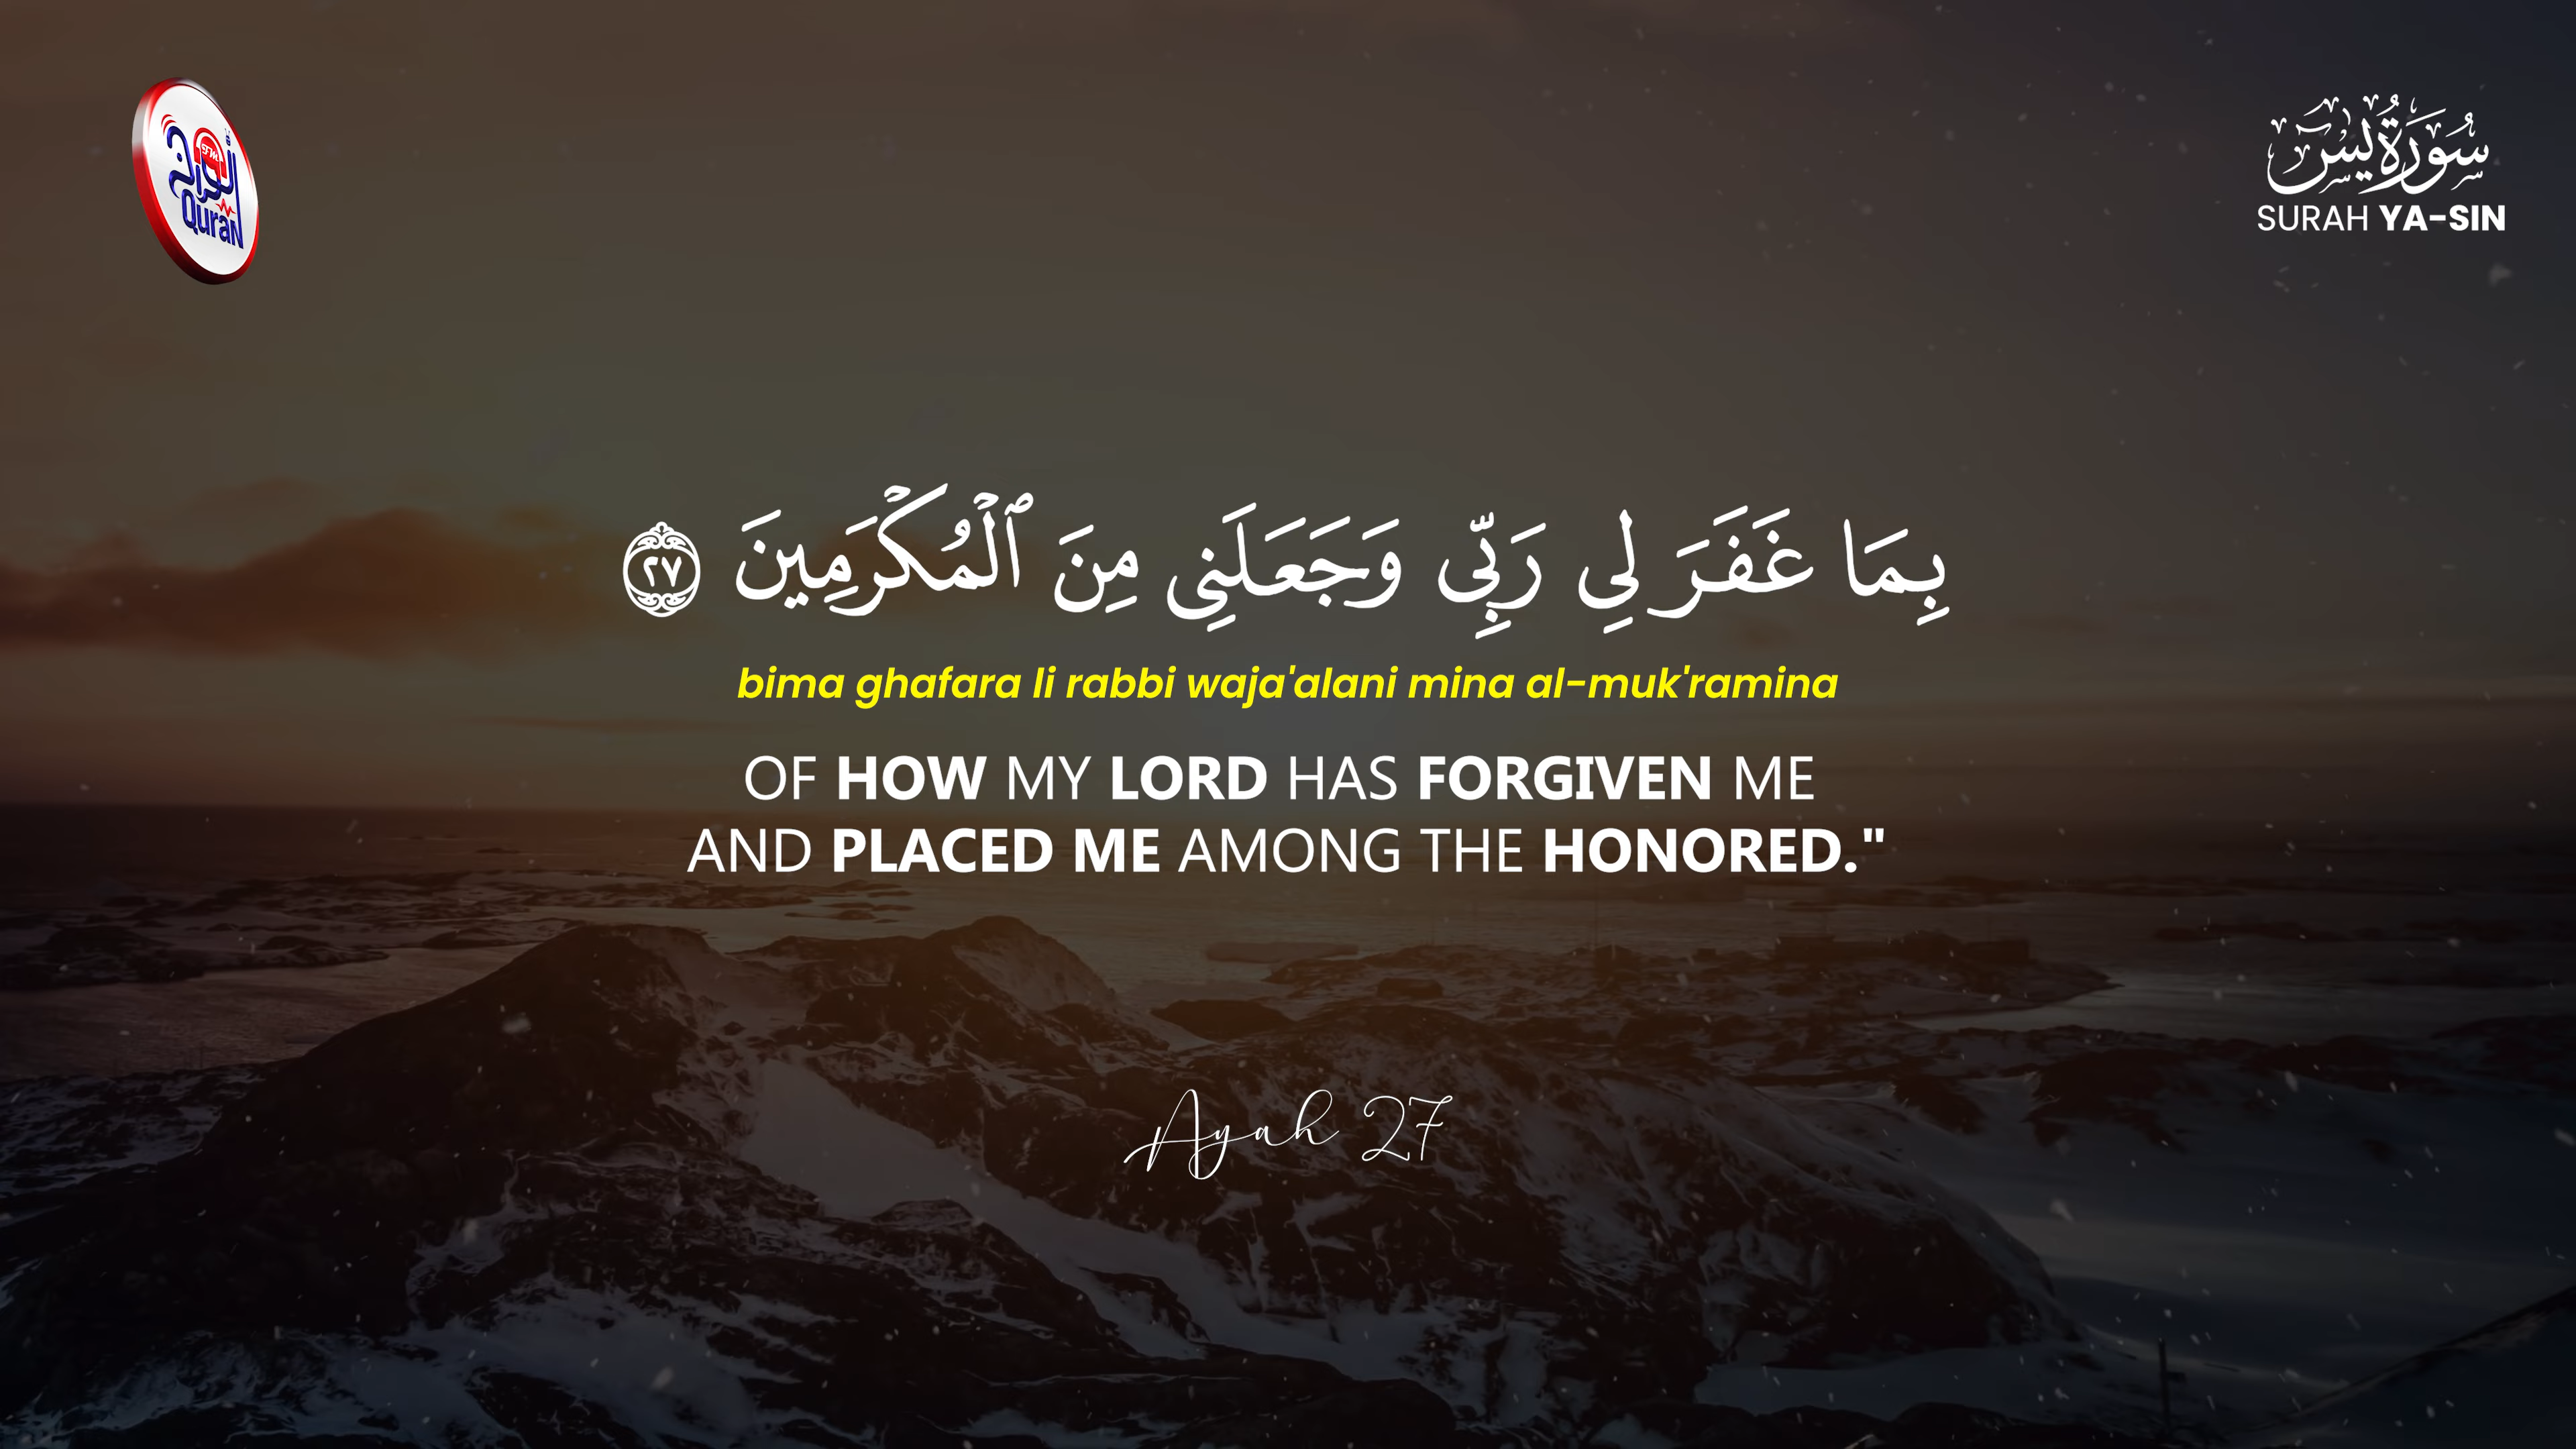 سُورَةُ يسٓ
SURAH YA-SIN
Quran
بِمَا غَفَرَ لِي رَبِّي وَجَعَلَنِي مِنَ ٱلْمُكْرَمِينَ ٢٧
bima ghafara li rabbi waja'alani mina al-muk'ramina
OF HOW MY LORD HAS FORGIVEN ME
AND PLACED ME AMONG THE HONORED."
Ayah 27